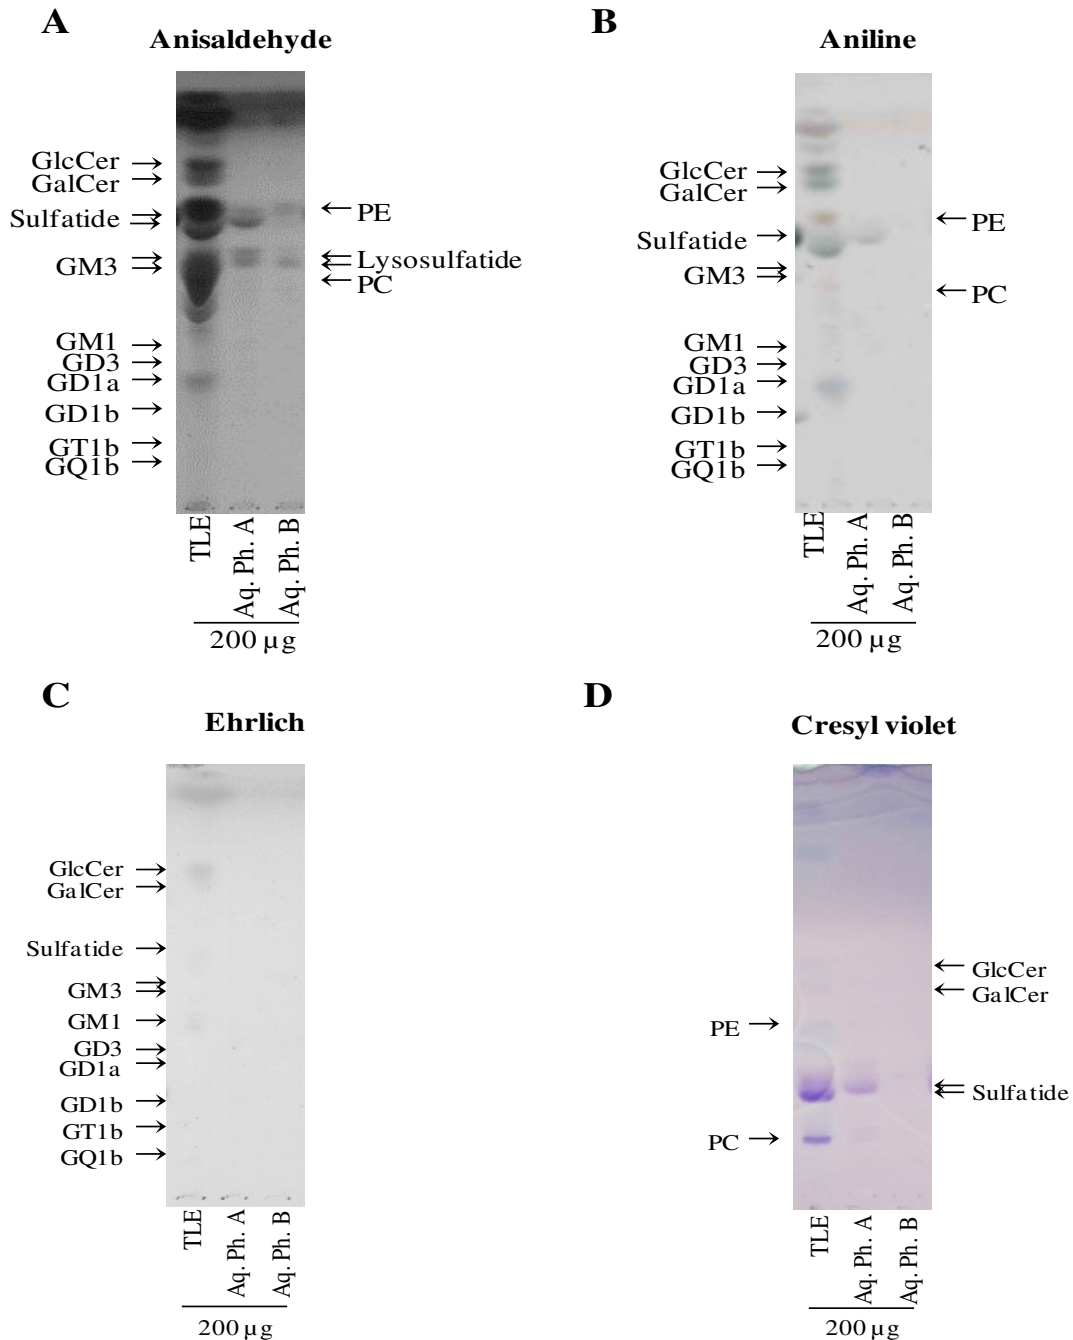 A
Anisaldehyde
GlcCer
GalCer
Sulfatide
GM3
GM1
GD3
GD1a
GD1b
GT1b
GQ1b
PE
Lysosulfatide
PC
TLE
Aq. Ph. A
Aq. Ph. B
200 µg
B
Aniline
GlcCer
GalCer
Sulfatide
GM3
GM1
GD3
GD1a
GD1b
GT1b
GQ1b
PE
PC
TLE
Aq. Ph. A
Aq. Ph. B
200 µg
C
Ehrlich
GlcCer
GalCer
Sulfatide
GM3
GM1
GD3
GD1a
GD1b
GT1b
GQ1b
TLE
Aq. Ph. A
Aq. Ph. B
200 µg
D
Cresyl violet
PE
PC
GlcCer
GalCer
Sulfatide
TLE
Aq. Ph. A
Aq. Ph. B
200 µg